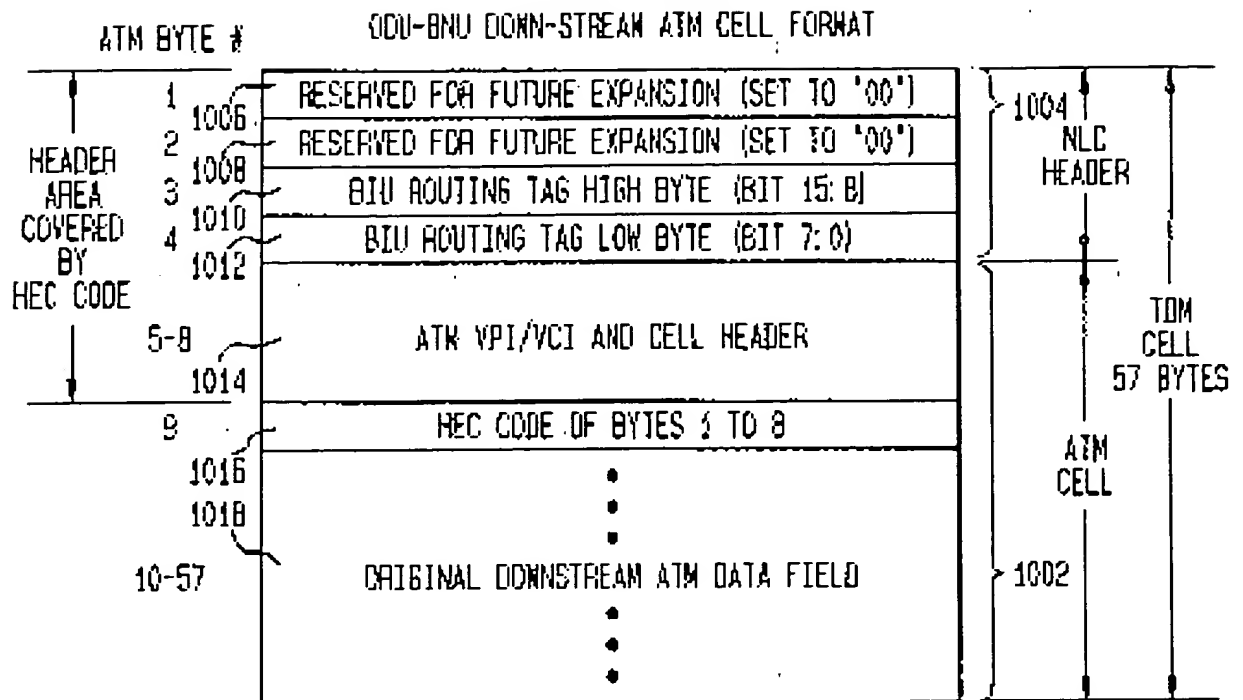 ODU-BNU DOWN-STREAM ATM CELL FORMAT
ATM BYTE #
1
1006
RESERVED FOR FUTURE EXPANSION (SET TO "00")
2
1008
RESERVED FOR FUTURE EXPANSION (SET TO "00")
3
1010
BIU ROUTING TAG HIGH BYTE (BIT 15:8)
4
1012
BIU ROUTING TAG LOW BYTE (BIT 7:0)
HEADER
AREA
COVERED
BY
HEC CODE
5-8
1014
ATM VPI/VCI AND CELL HEADER
9
1016
HEC CODE OF BYTES 1 TO 8
1018
10-57
ORIGINAL DOWNSTREAM ATM DATA FIELD
1004
NLC
HEADER
1002
ATM
CELL
TDM
CELL
57 BYTES